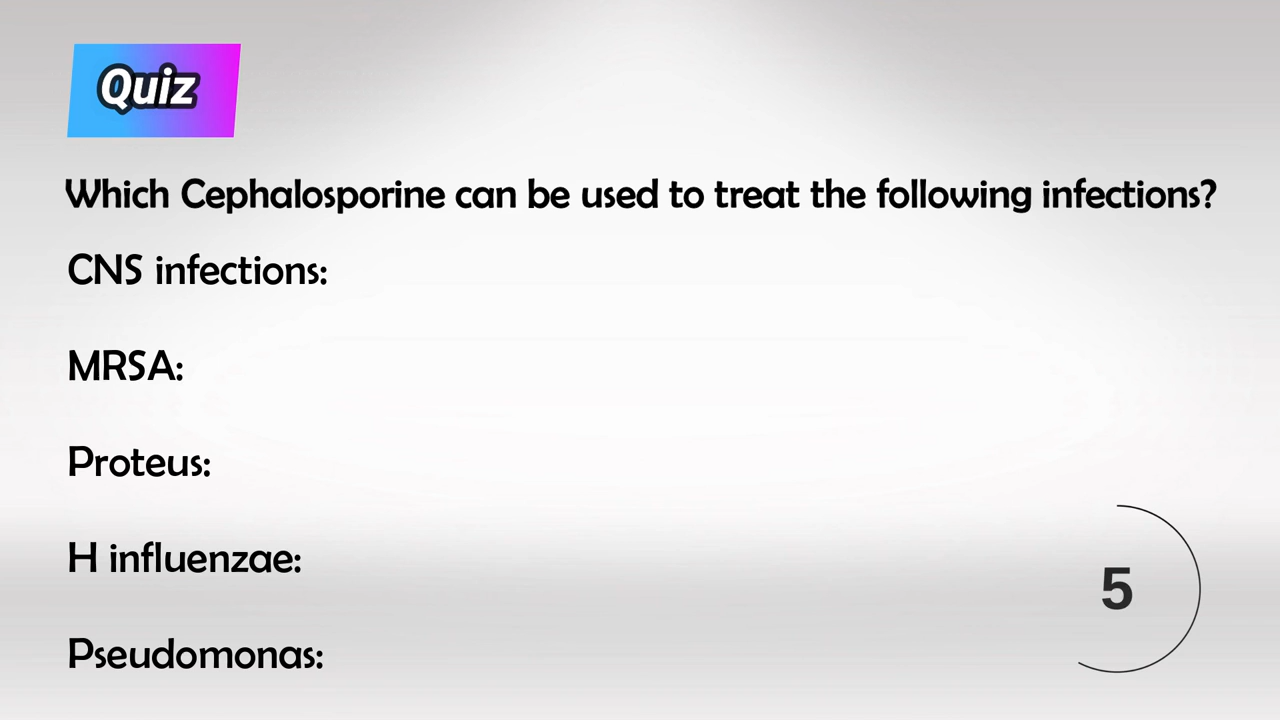 Quiz
Which Cephalosporine can be used to treat the following infections?
CNS infections:
MRSA:
Proteus:
H influenzae:
5
Pseudomonas: